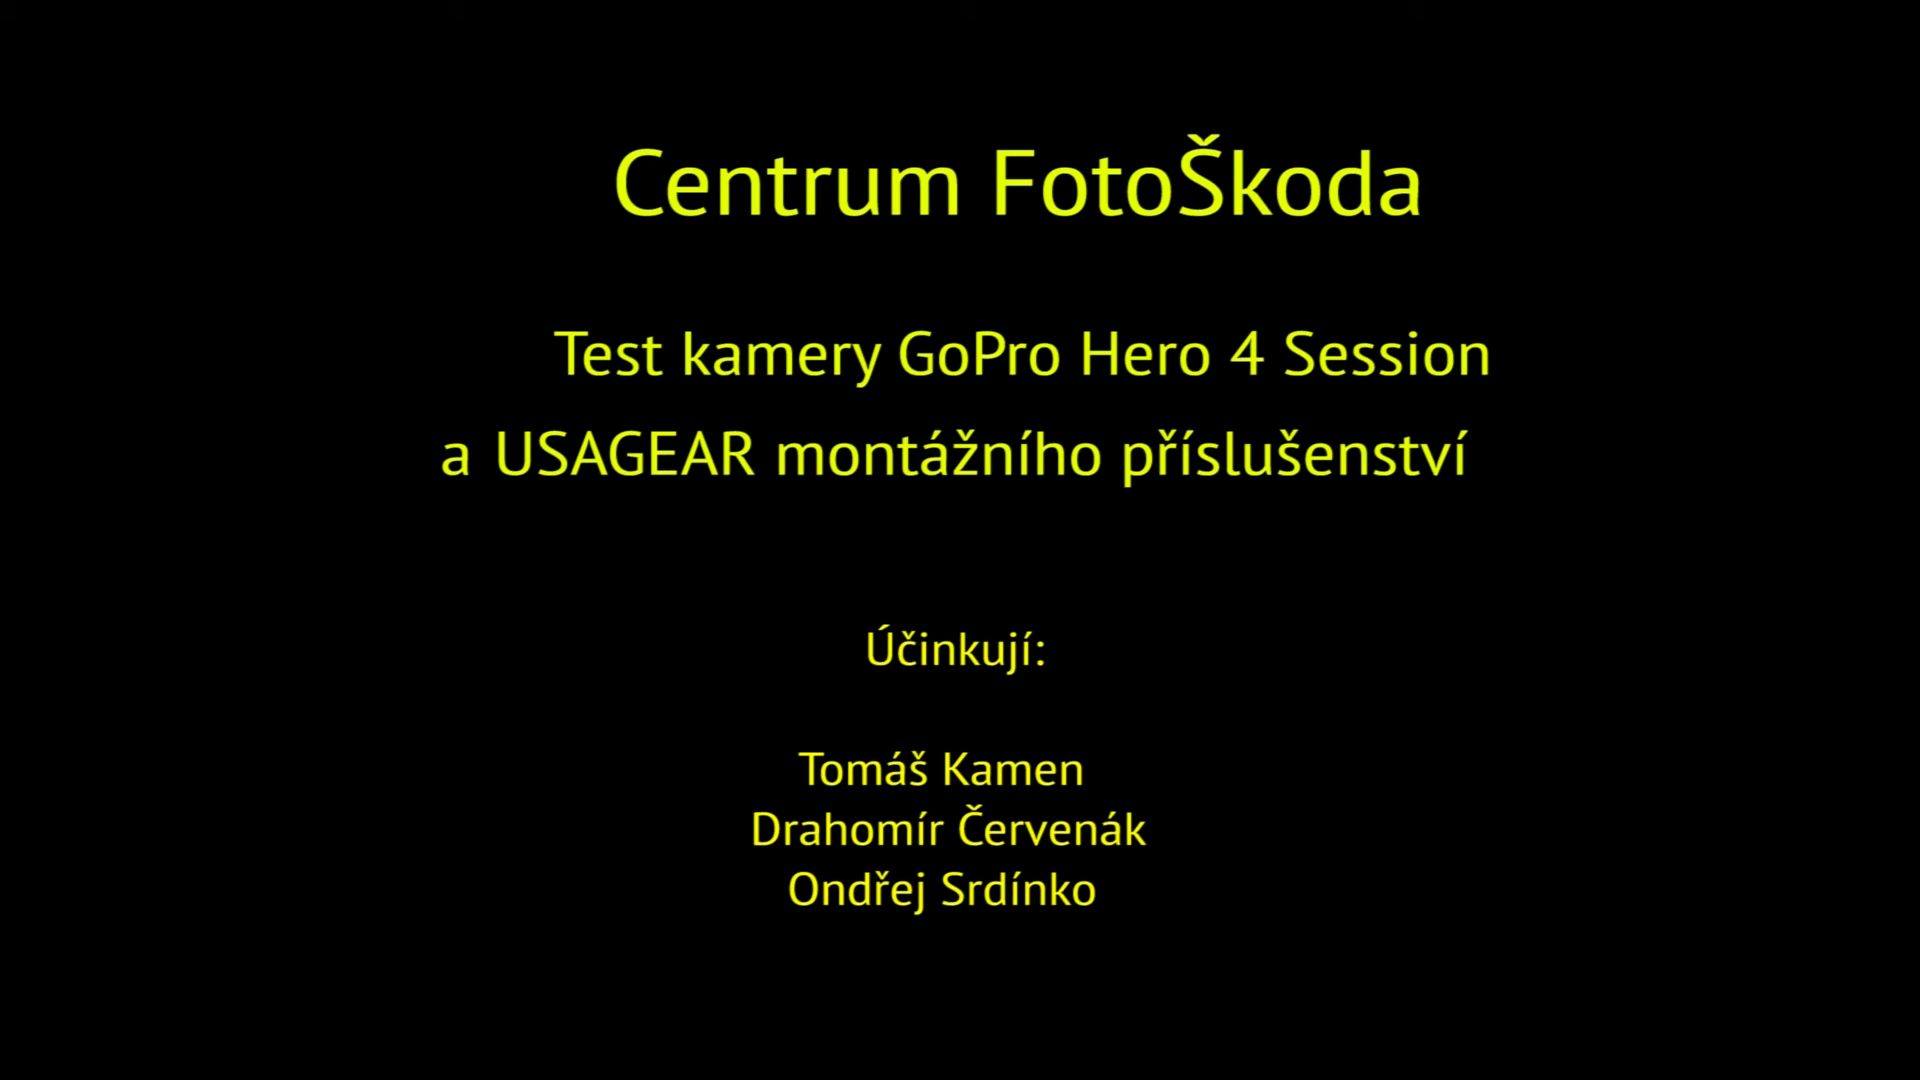 Centrum FotoŠkoda
Test kamery GoPro Hero 4 Session
a USAGEAR montážního příslušenství
Účinkují:
Tomáš Kamen
Drahomír Červenák
Ondřej Srdínko